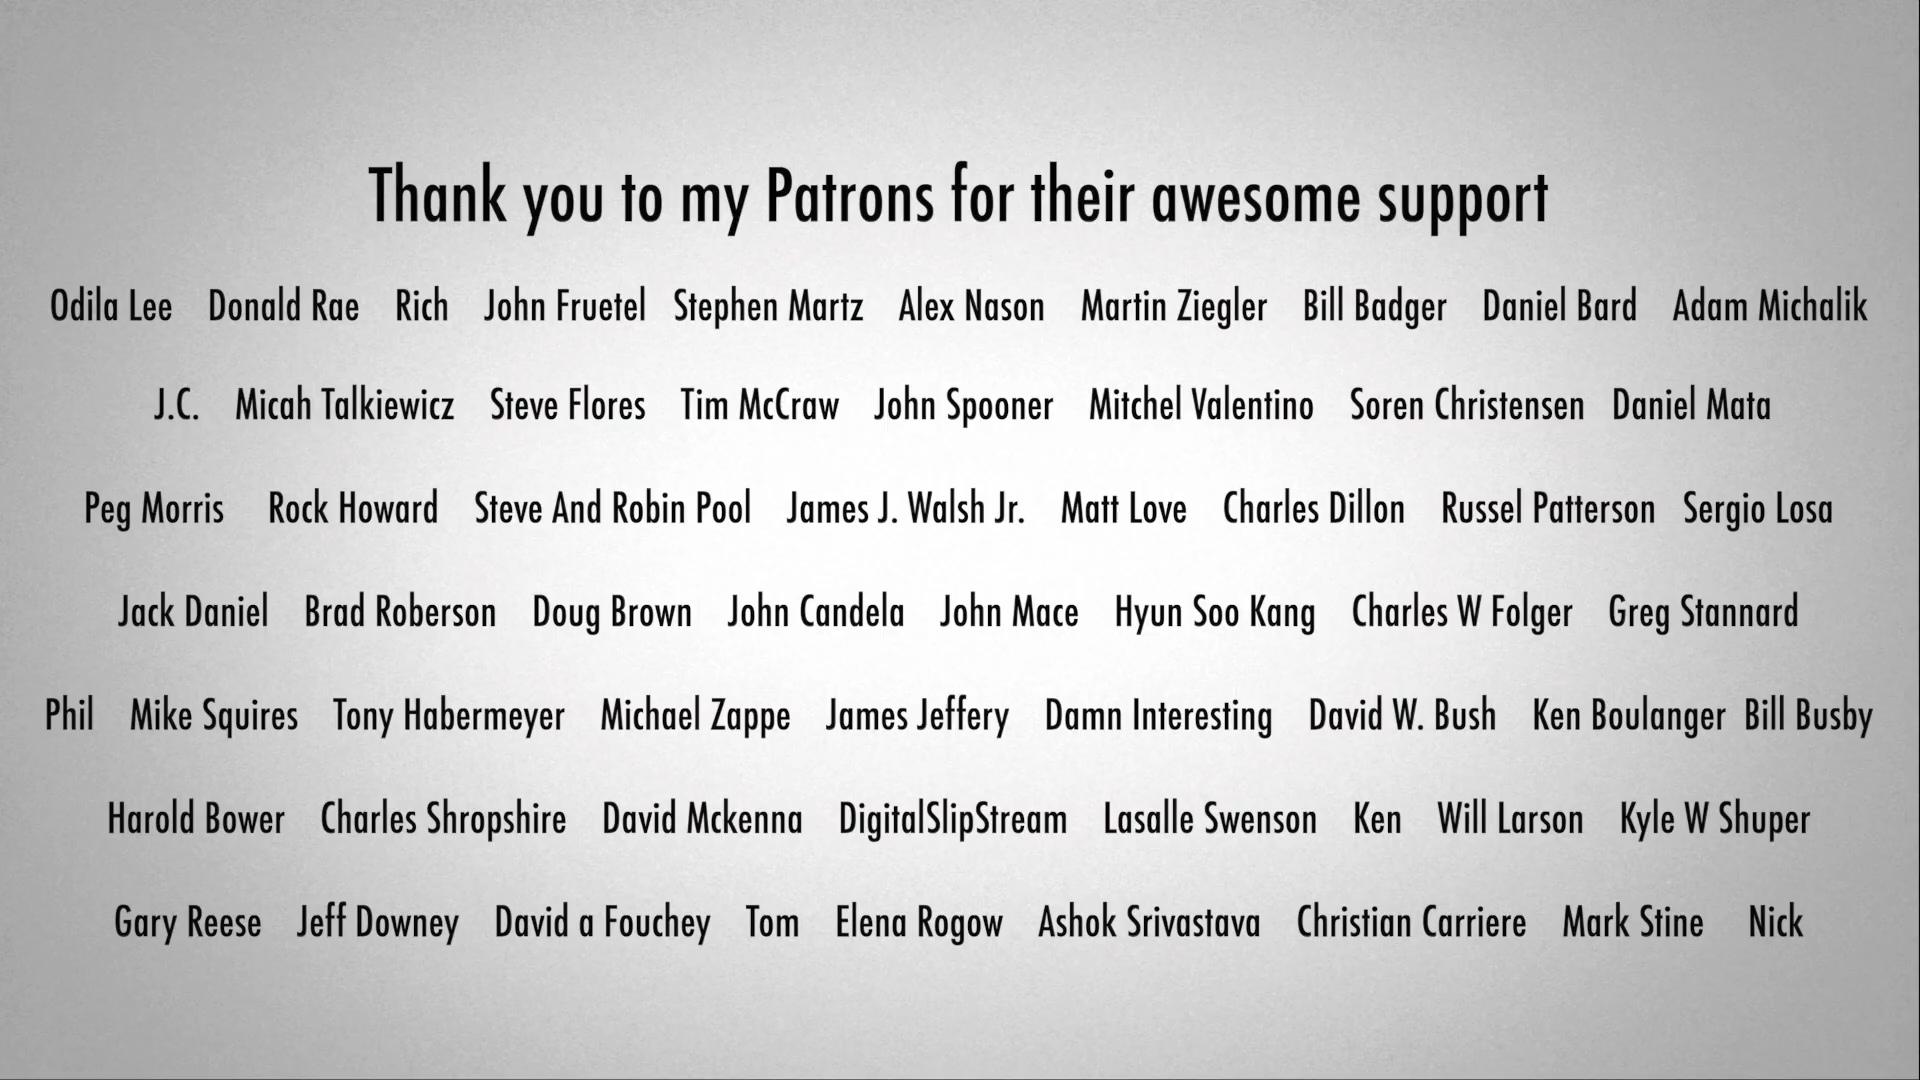 Thank you to my Patrons for their awesome support
Odila Lee Donald Rae Rich John Fruetel Stephen Martz Alex Nason Martin Ziegler Bill Badger Daniel Bard Adam Michalik
J.C. Micah Talkiewicz Steve Flores Tim McCraw John Spooner Mitchel Valentino Soren Christensen Daniel Mata
Peg Morris Rock Howard Steve And Robin Pool James J. Walsh Jr. Matt Love Charles Dillon Russel Patterson Sergio Losa
Jack Daniel Brad Roberson Doug Brown John Candela John Mace Hyun Soo Kang Charles W Folger Greg Stannard
Phil Mike Squires Tony Habermeyer Michael Zappe James Jeffery Damn Interesting David W. Bush Ken Boulanger Bill Busby
Harold Bower Charles Shropshire David Mckenna DigitalSlipStream Lasalle Swenson Ken Will Larson Kyle W Shuper
Gary Reese Jeff Downey David a Fouchey Tom Elena Rogow Ashok Srivastava Christian Carriere Mark Stine Nick